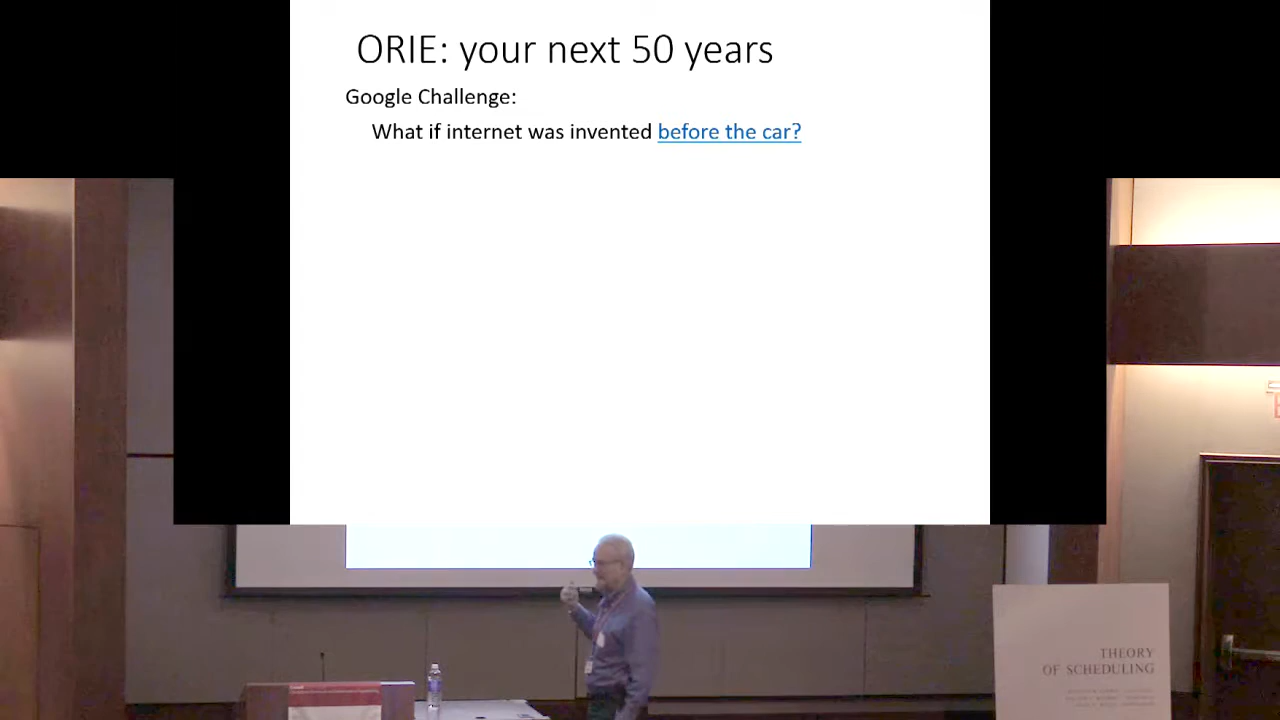 ORIE: your next 50 years
Google Challenge:
What if internet was invented before the car?
THEORY
OF SCHEDULING